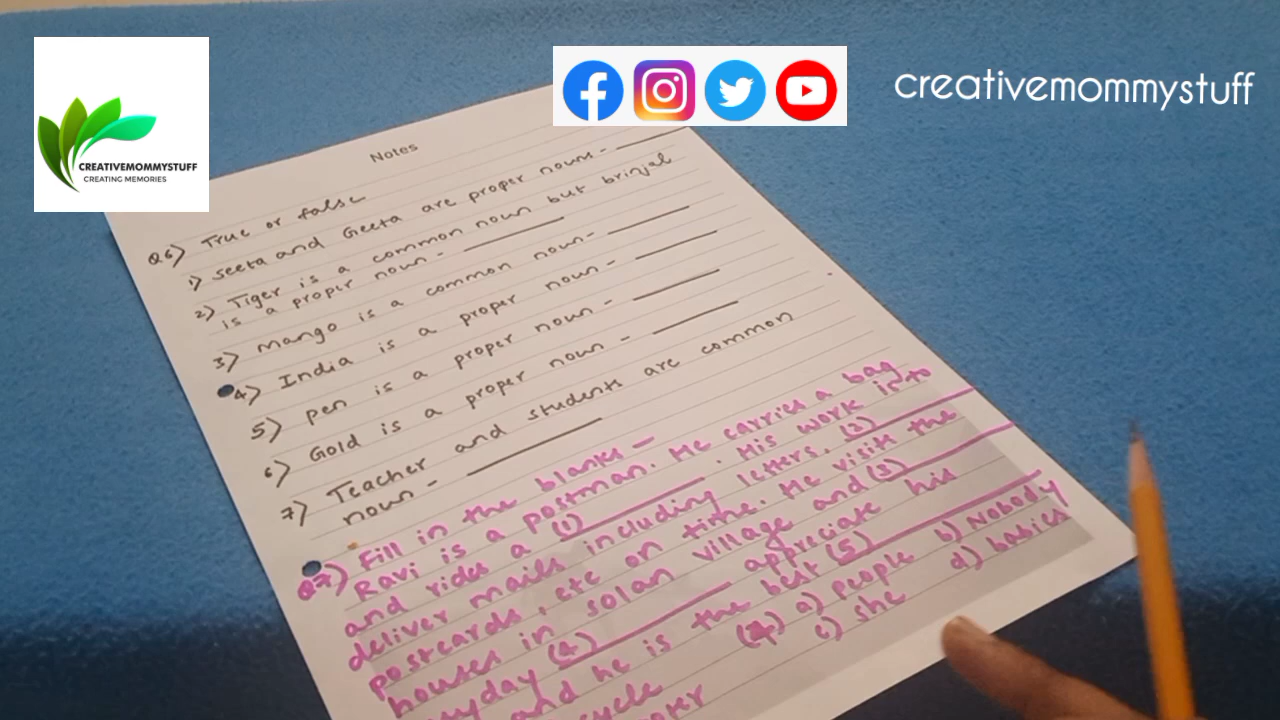 CREATIVEMOMMYSTUFF
CREATING MEMORIES
creativemommystuff
Notes
Q6) True or false
1) Seeta and Geeta are proper nouns -
2) Tiger is a common noun but brinjal
is a proper noun -
3) Mango is a common noun -
4) India is a proper noun -
5) pen is a proper noun -
6) Gold is a proper noun -
7) Teacher and students are common
noun -
Q7) Fill in the blanks -
Ravi is a postman. He carries a bag
and rides a (1) . His work is to
deliver mails including letters, (2)
postcards, etc on time. He visit the
houses in solan village and (3)
(4) appreciate his
and he is the best (5)
(4) a) people b) Nobody
c) she d) babies